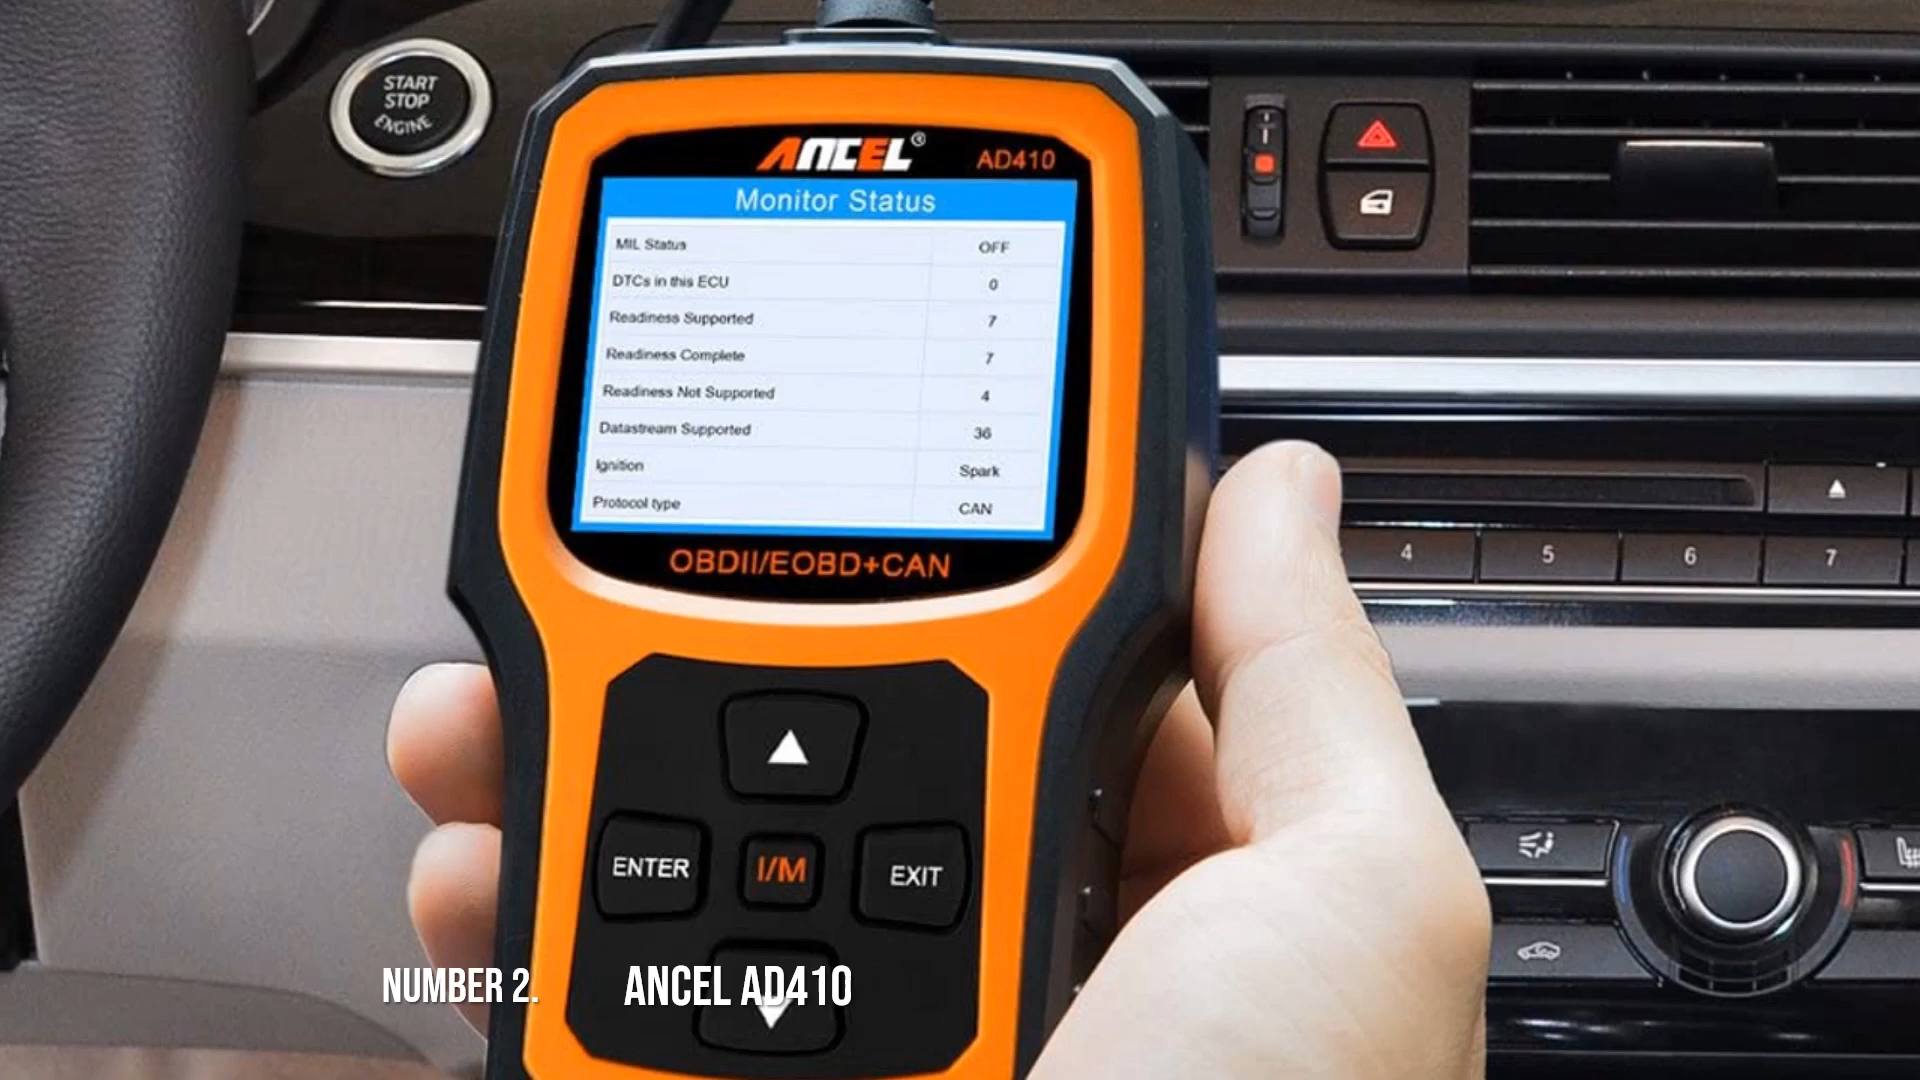 START
STOP
ENGINE
ANCEL®
AD410
Monitor Status
MIL Status OFF
DTCs in this ECU 0
Readiness Supported 7
Readiness Complete 7
Readiness Not Supported 4
Datastream Supported 36
Ignition Spark
Protocol type CAN
OBDII/EOBD+CAN
4 5 6 7
ENTER I/M EXIT
NUMBER 2. ANCEL AD410